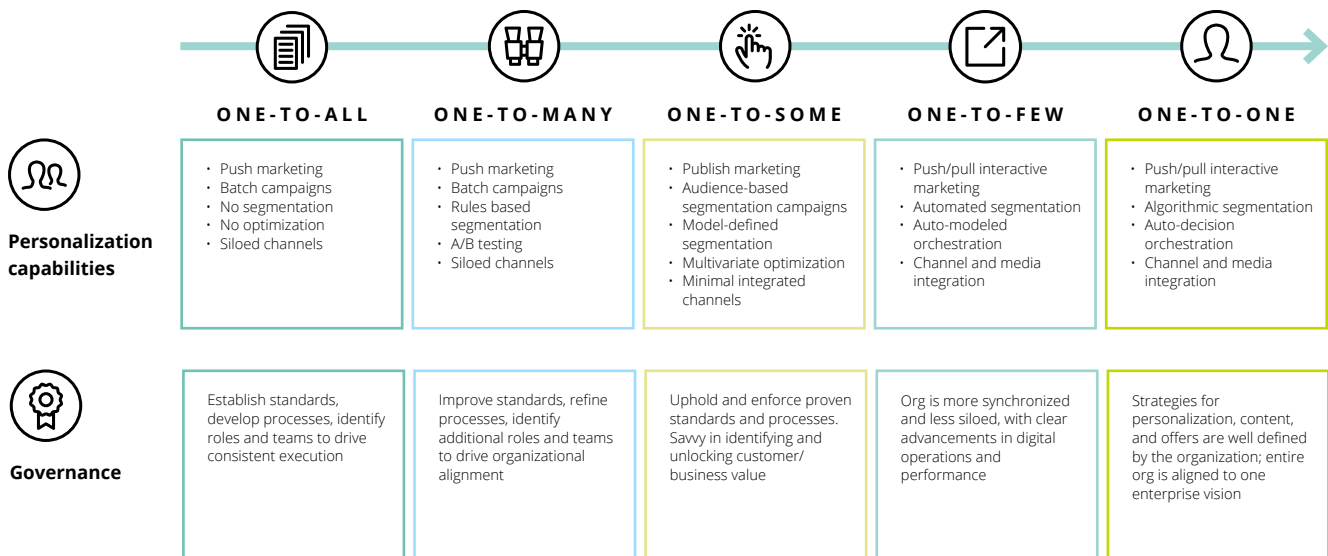 ONE-TO-ALL
ONE-TO-MANY
ONE-TO-SOME
ONE-TO-FEW
ONE-TO-ONE
Personalization
capabilities
• Push marketing
• Batch campaigns
• No segmentation
• No optimization
• Siloed channels
• Push marketing
• Batch campaigns
• Rules based
segmentation
• A/B testing
• Siloed channels
• Publish marketing
• Audience-based
segmentation campaigns
• Model-defined
segmentation
• Multivariate optimization
• Minimal integrated
channels
• Push/pull interactive
marketing
• Automated segmentation
• Auto-modeled
orchestration
• Channel and media
integration
• Push/pull interactive
marketing
• Algorithmic segmentation
• Auto-decision
orchestration
• Channel and media
integration
Governance
Establish standards,
develop processes, identify
roles and teams to drive
consistent execution
Improve standards, refine
processes, identify
additional roles and teams
to drive organizational
alignment
Uphold and enforce proven
standards and processes.
Savvy in identifying and
unlocking customer/
business value
Org is more synchronized
and less siloed, with clear
advancements in digital
operations and
performance
Strategies for
personalization, content,
and offers are well defined
by the organization; entire
org is aligned to one
enterprise vision